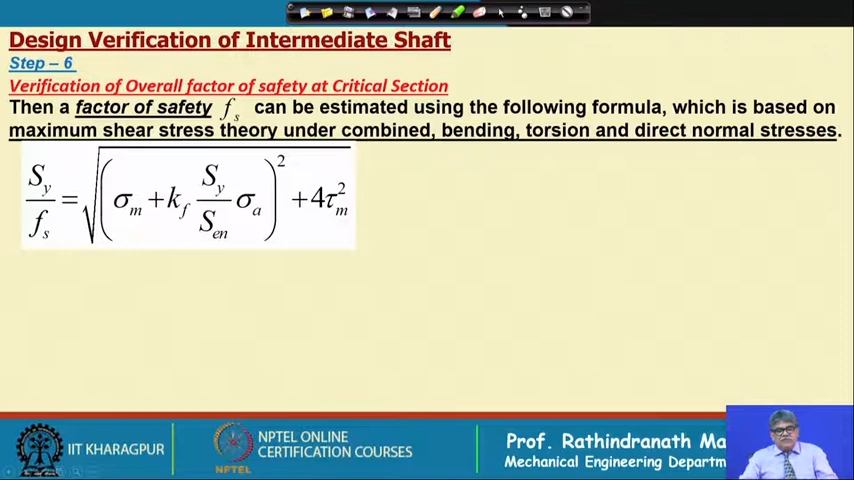 Design Verification of Intermediate Shaft
Step – 6
Verification of Overall factor of safety at Critical Section
Then a factor of safety f_s can be estimated using the following formula, which is based on
maximum shear stress theory under combined, bending, torsion and direct normal stresses.
S_y / f_s = √((σ_m + k_f (S_y / S_en) σ_a)² + 4τ_m²)
IIT KHARAGPUR
NPTEL
NPTEL ONLINE
CERTIFICATION COURSES
Prof. Rathindranath Ma
Mechanical Engineering Departm